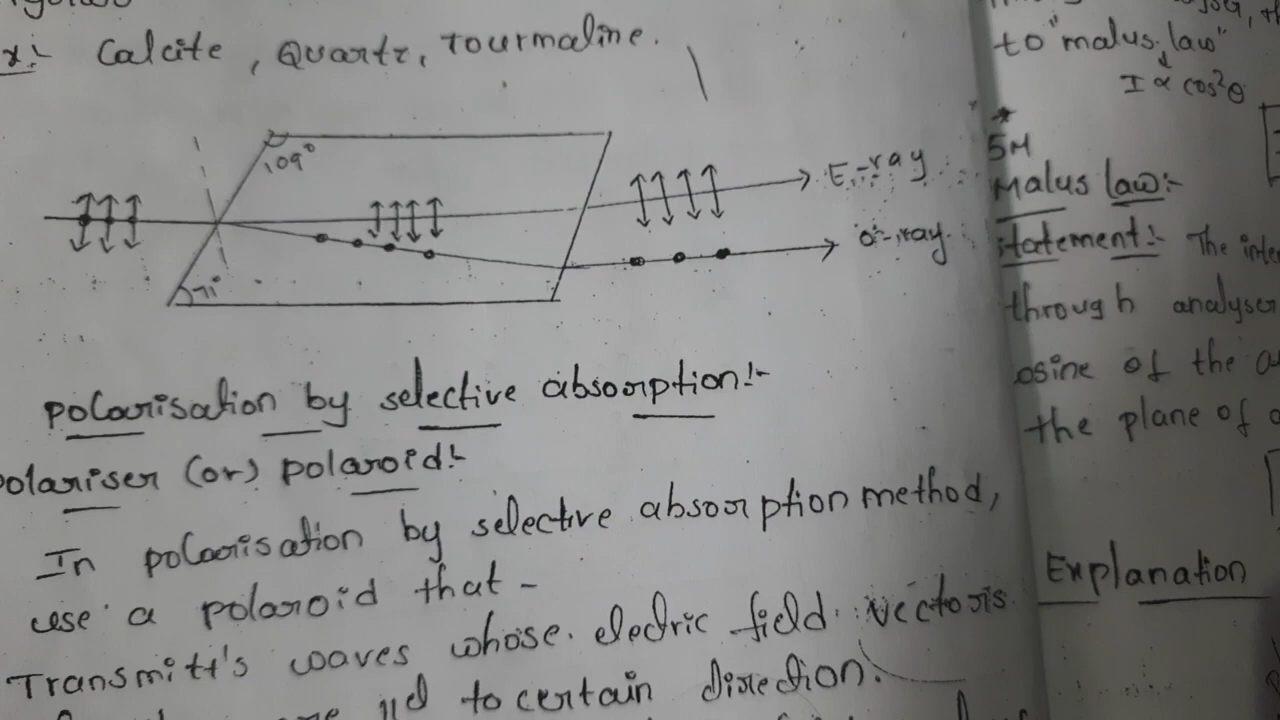 x:- Calcite, Quartz, Tourmaline.
109°
71°
E-ray
o-ray
polarisation by selective absorption:-
polariser (or) polaroid:-
In polarisation by selective absorption method,
use a polaroid that -
Transmitt's waves whose electric field vectors
to certain direction.
to "malus law"
I ∝ cos²θ
5M
Malus law:-
Statement:- The inte
through analyser
osine of the
the plane of
Explanation